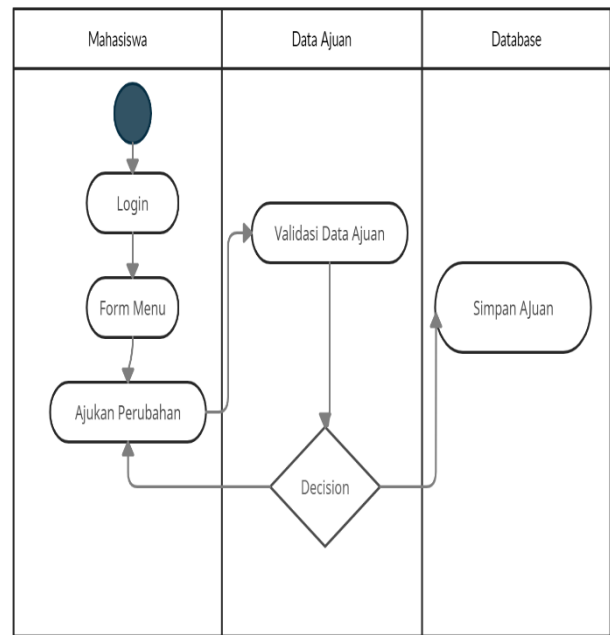 Mahasiswa
Data Ajuan
Database
Login
Validasi Data Ajuan
Form Menu
Simpan AJuan
Ajukan Perubahan
Decision